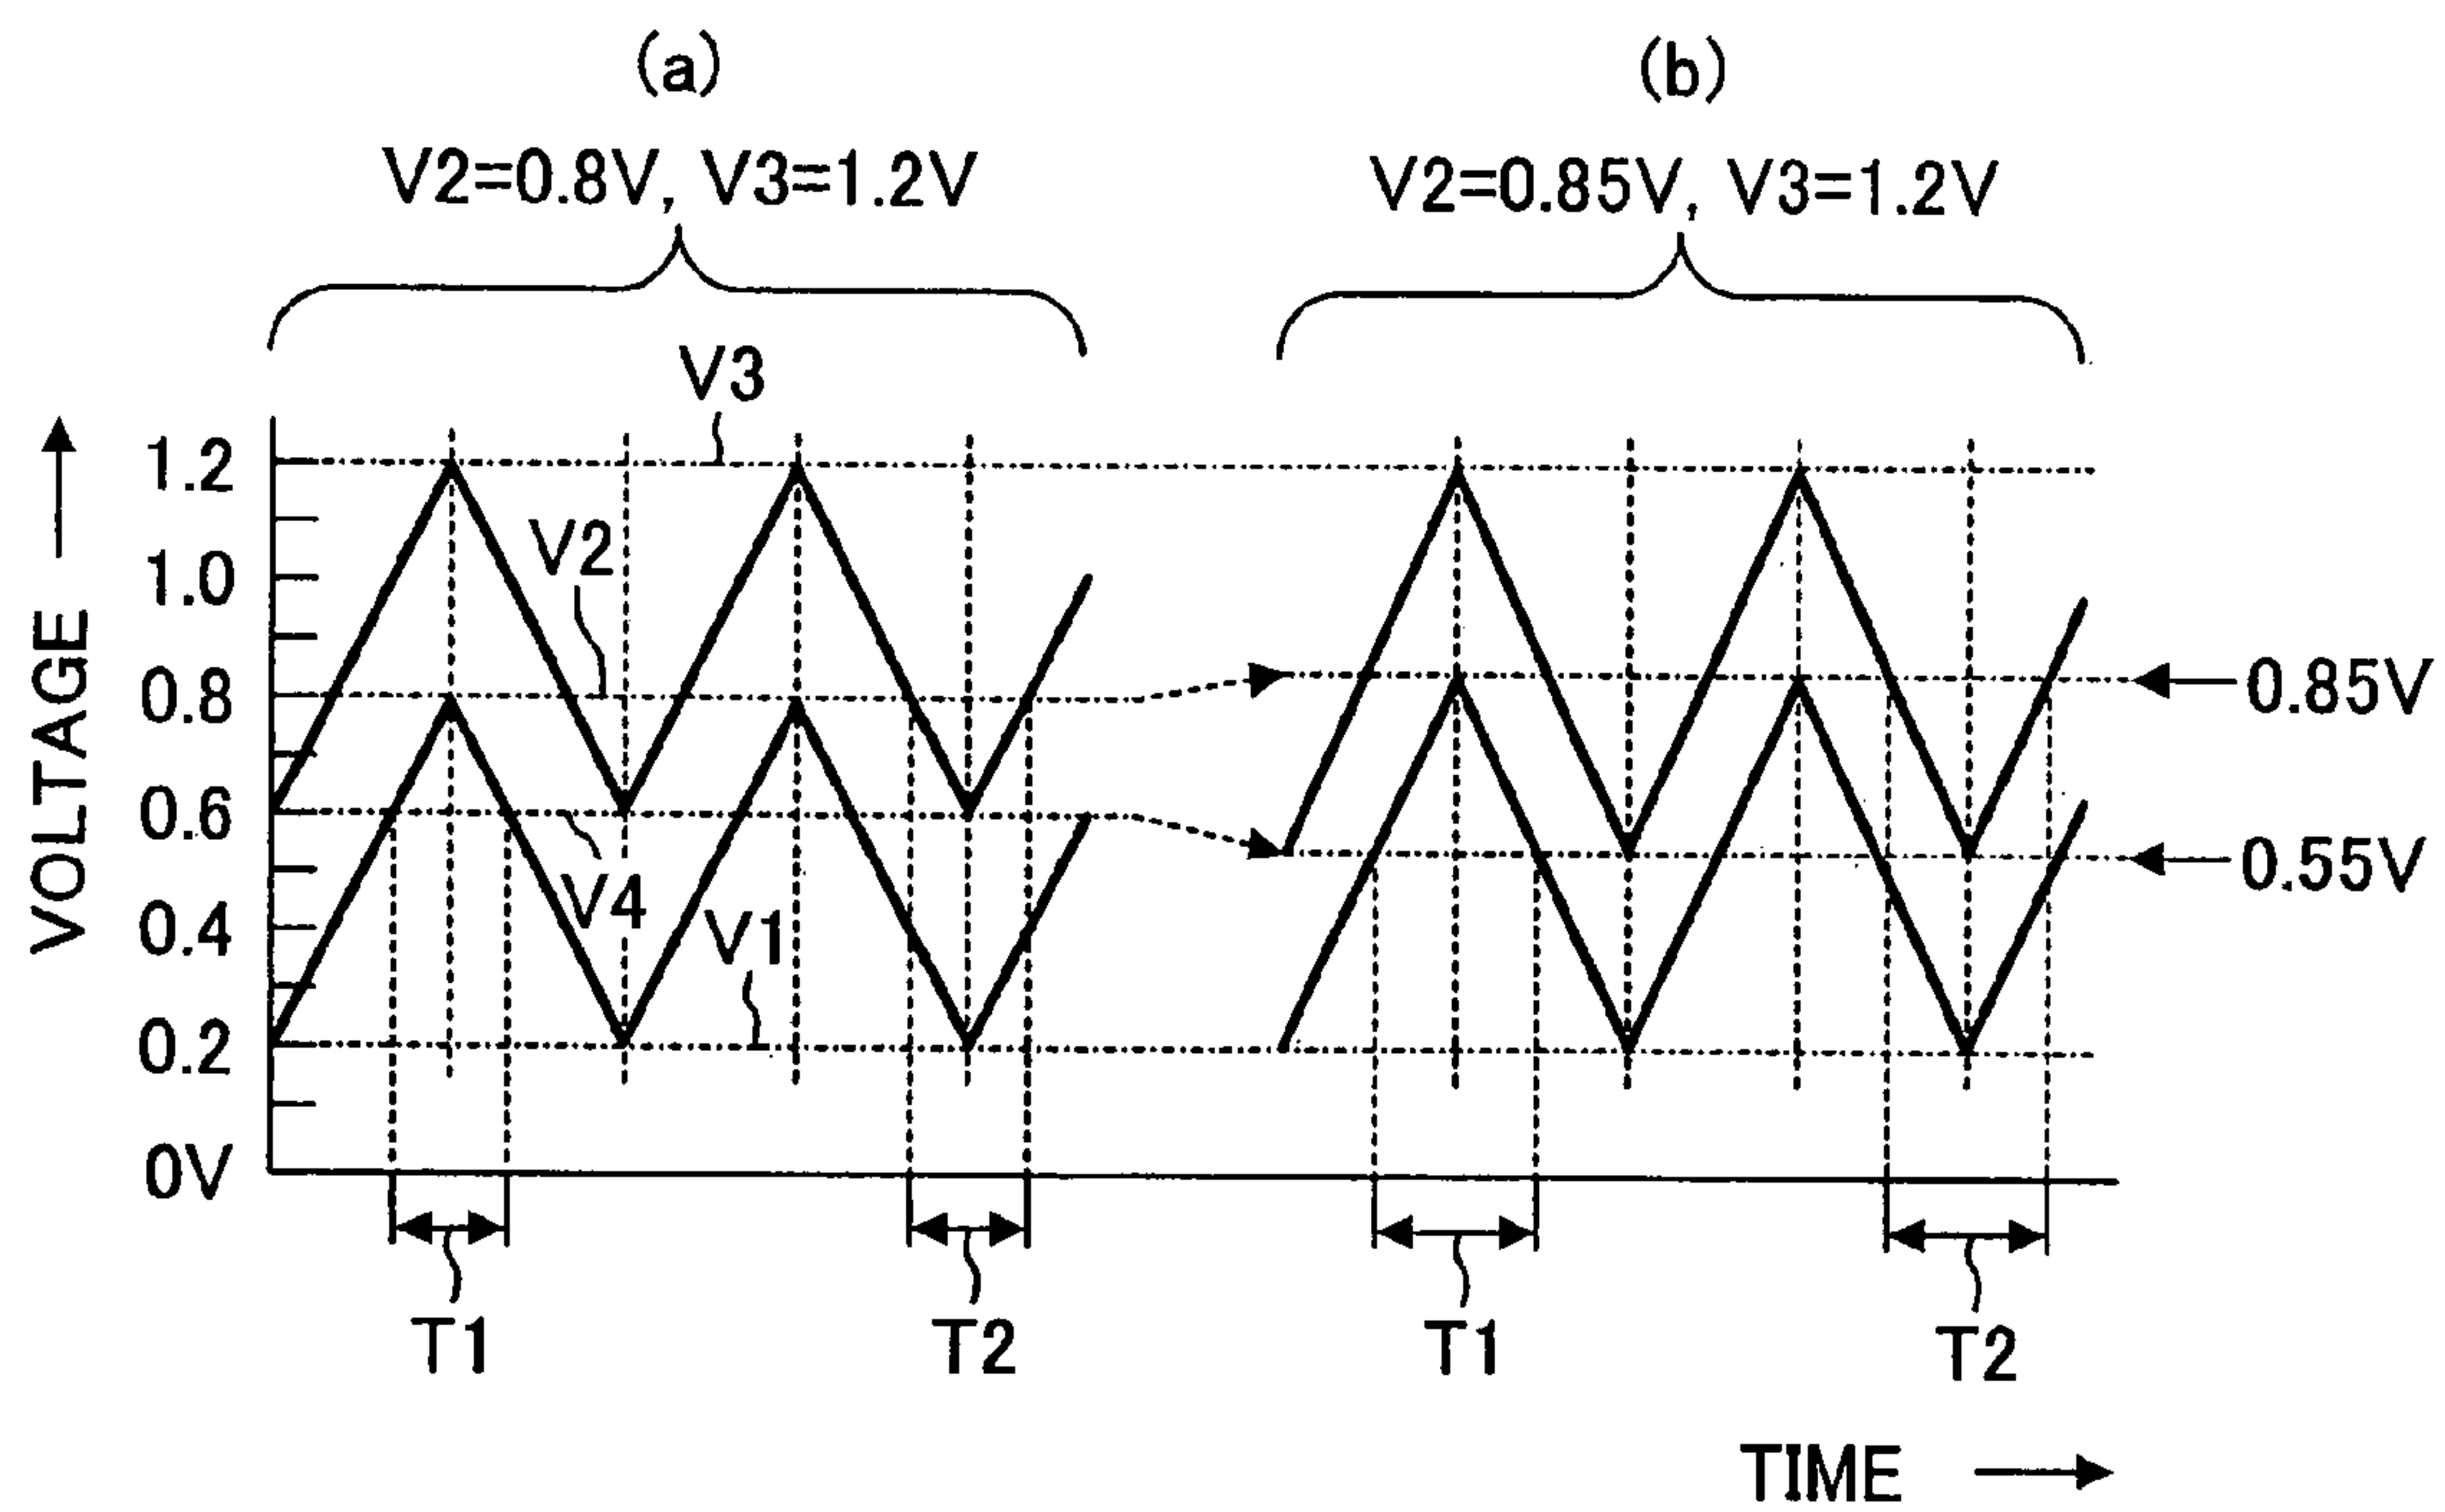 (a)
(b)
V2=0.8V, V3=1.2V
V2=0.85V, V3=1.2V
V3
1.2
V2
1.0
VOLTAGE
0.8
0.85V
0.6
0.55V
V4
0.4
V1
0.2
0V
T1
T2
T1
T2
TIME